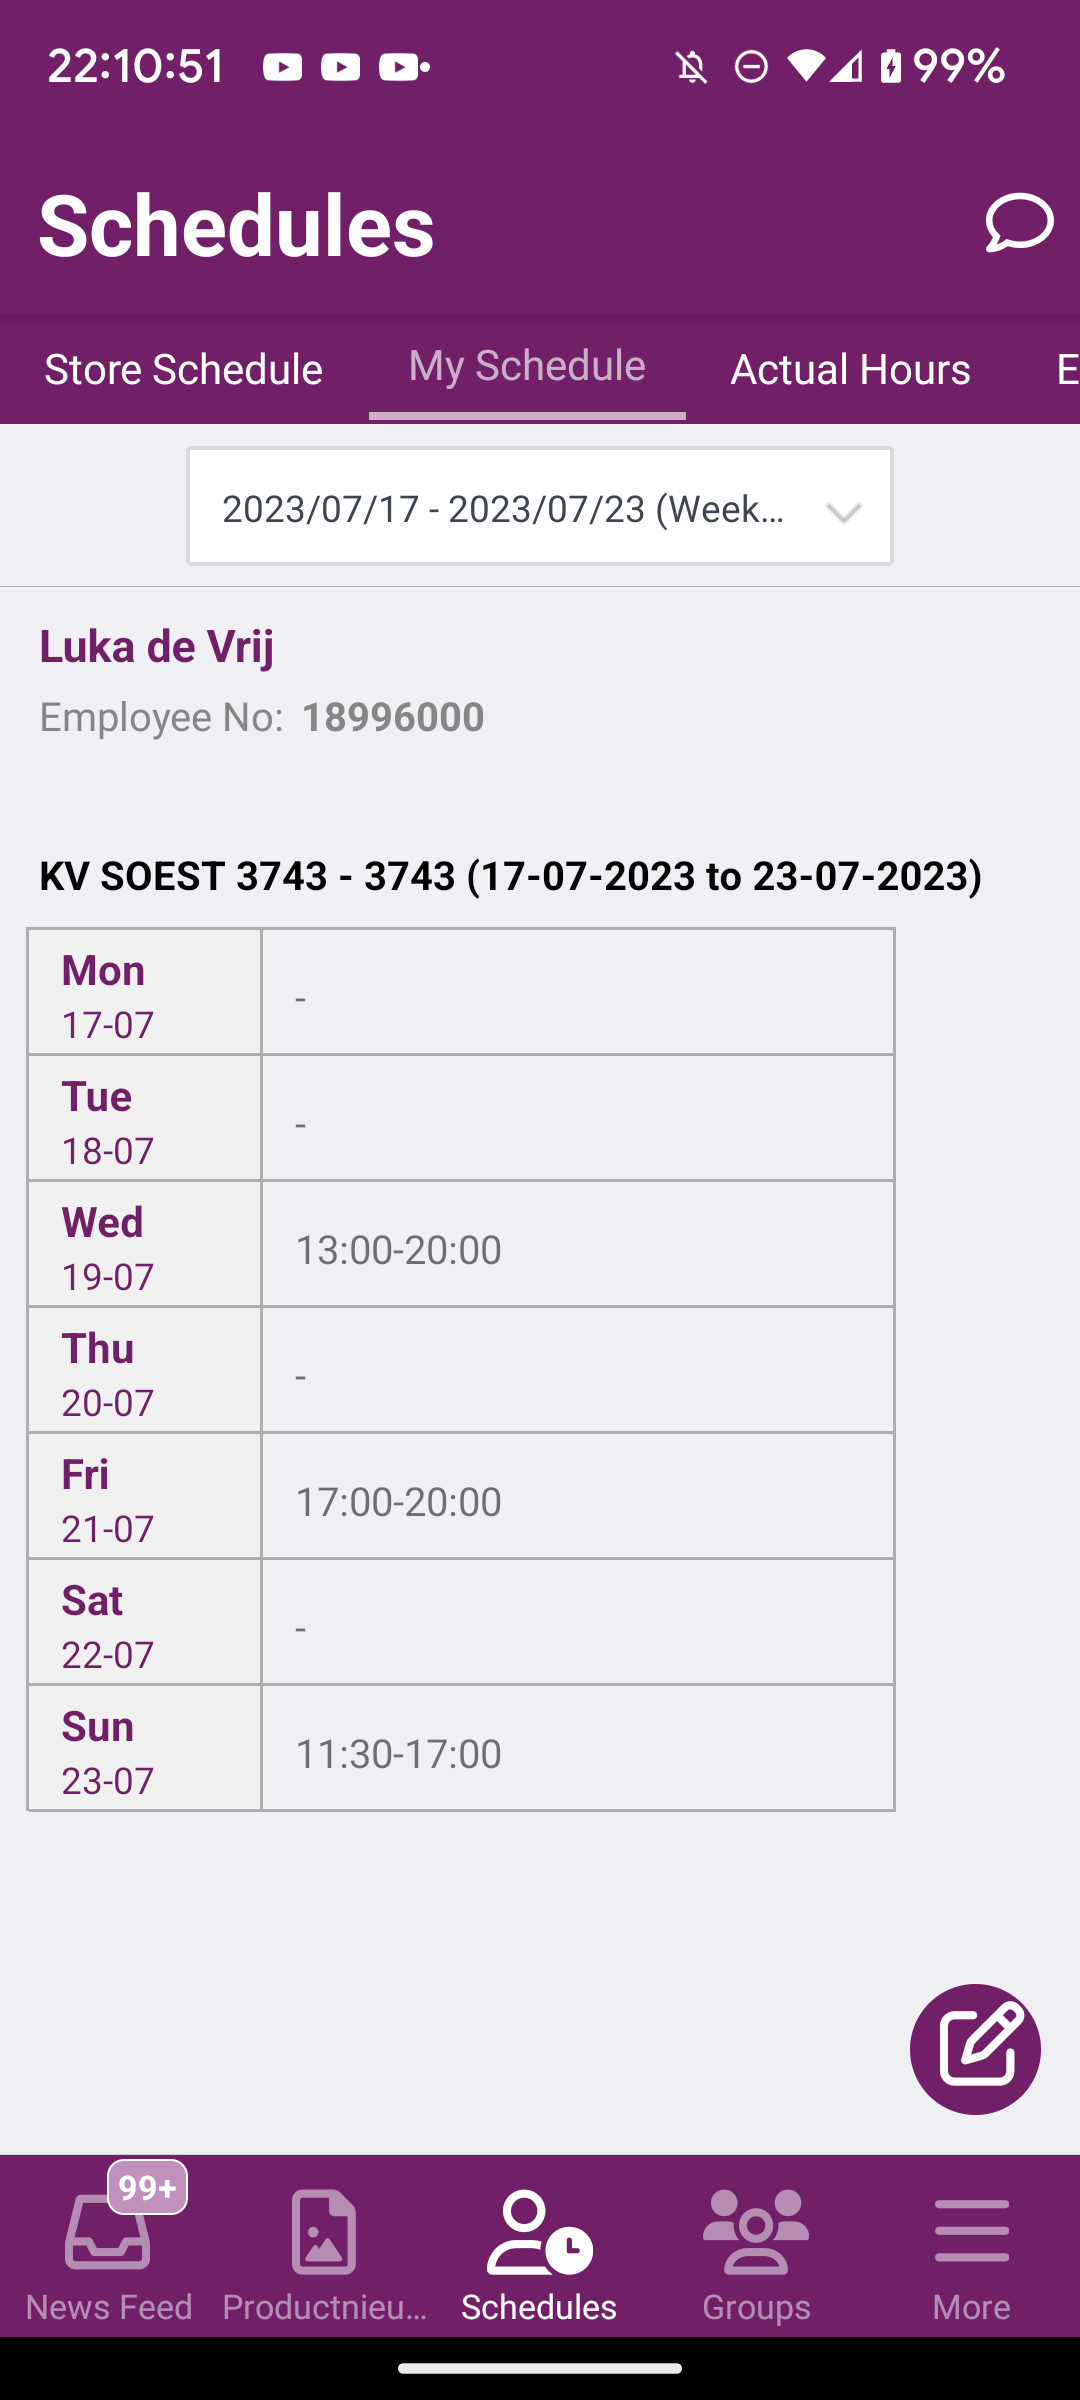 22:10:51 99%
Schedules
Store Schedule My Schedule Actual Hours E
2023/07/17 - 2023/07/23 (Week...
Luka de Vrij
Employee No: 18996000
KV SOEST 3743 - 3743 (17-07-2023 to 23-07-2023)
Mon
17-07
-
Tue
18-07
-
Wed
19-07
13:00-20:00
Thu
20-07
-
Fri
21-07
17:00-20:00
Sat
22-07
-
Sun
23-07
11:30-17:00
99+
News Feed Productnieu... Schedules Groups More